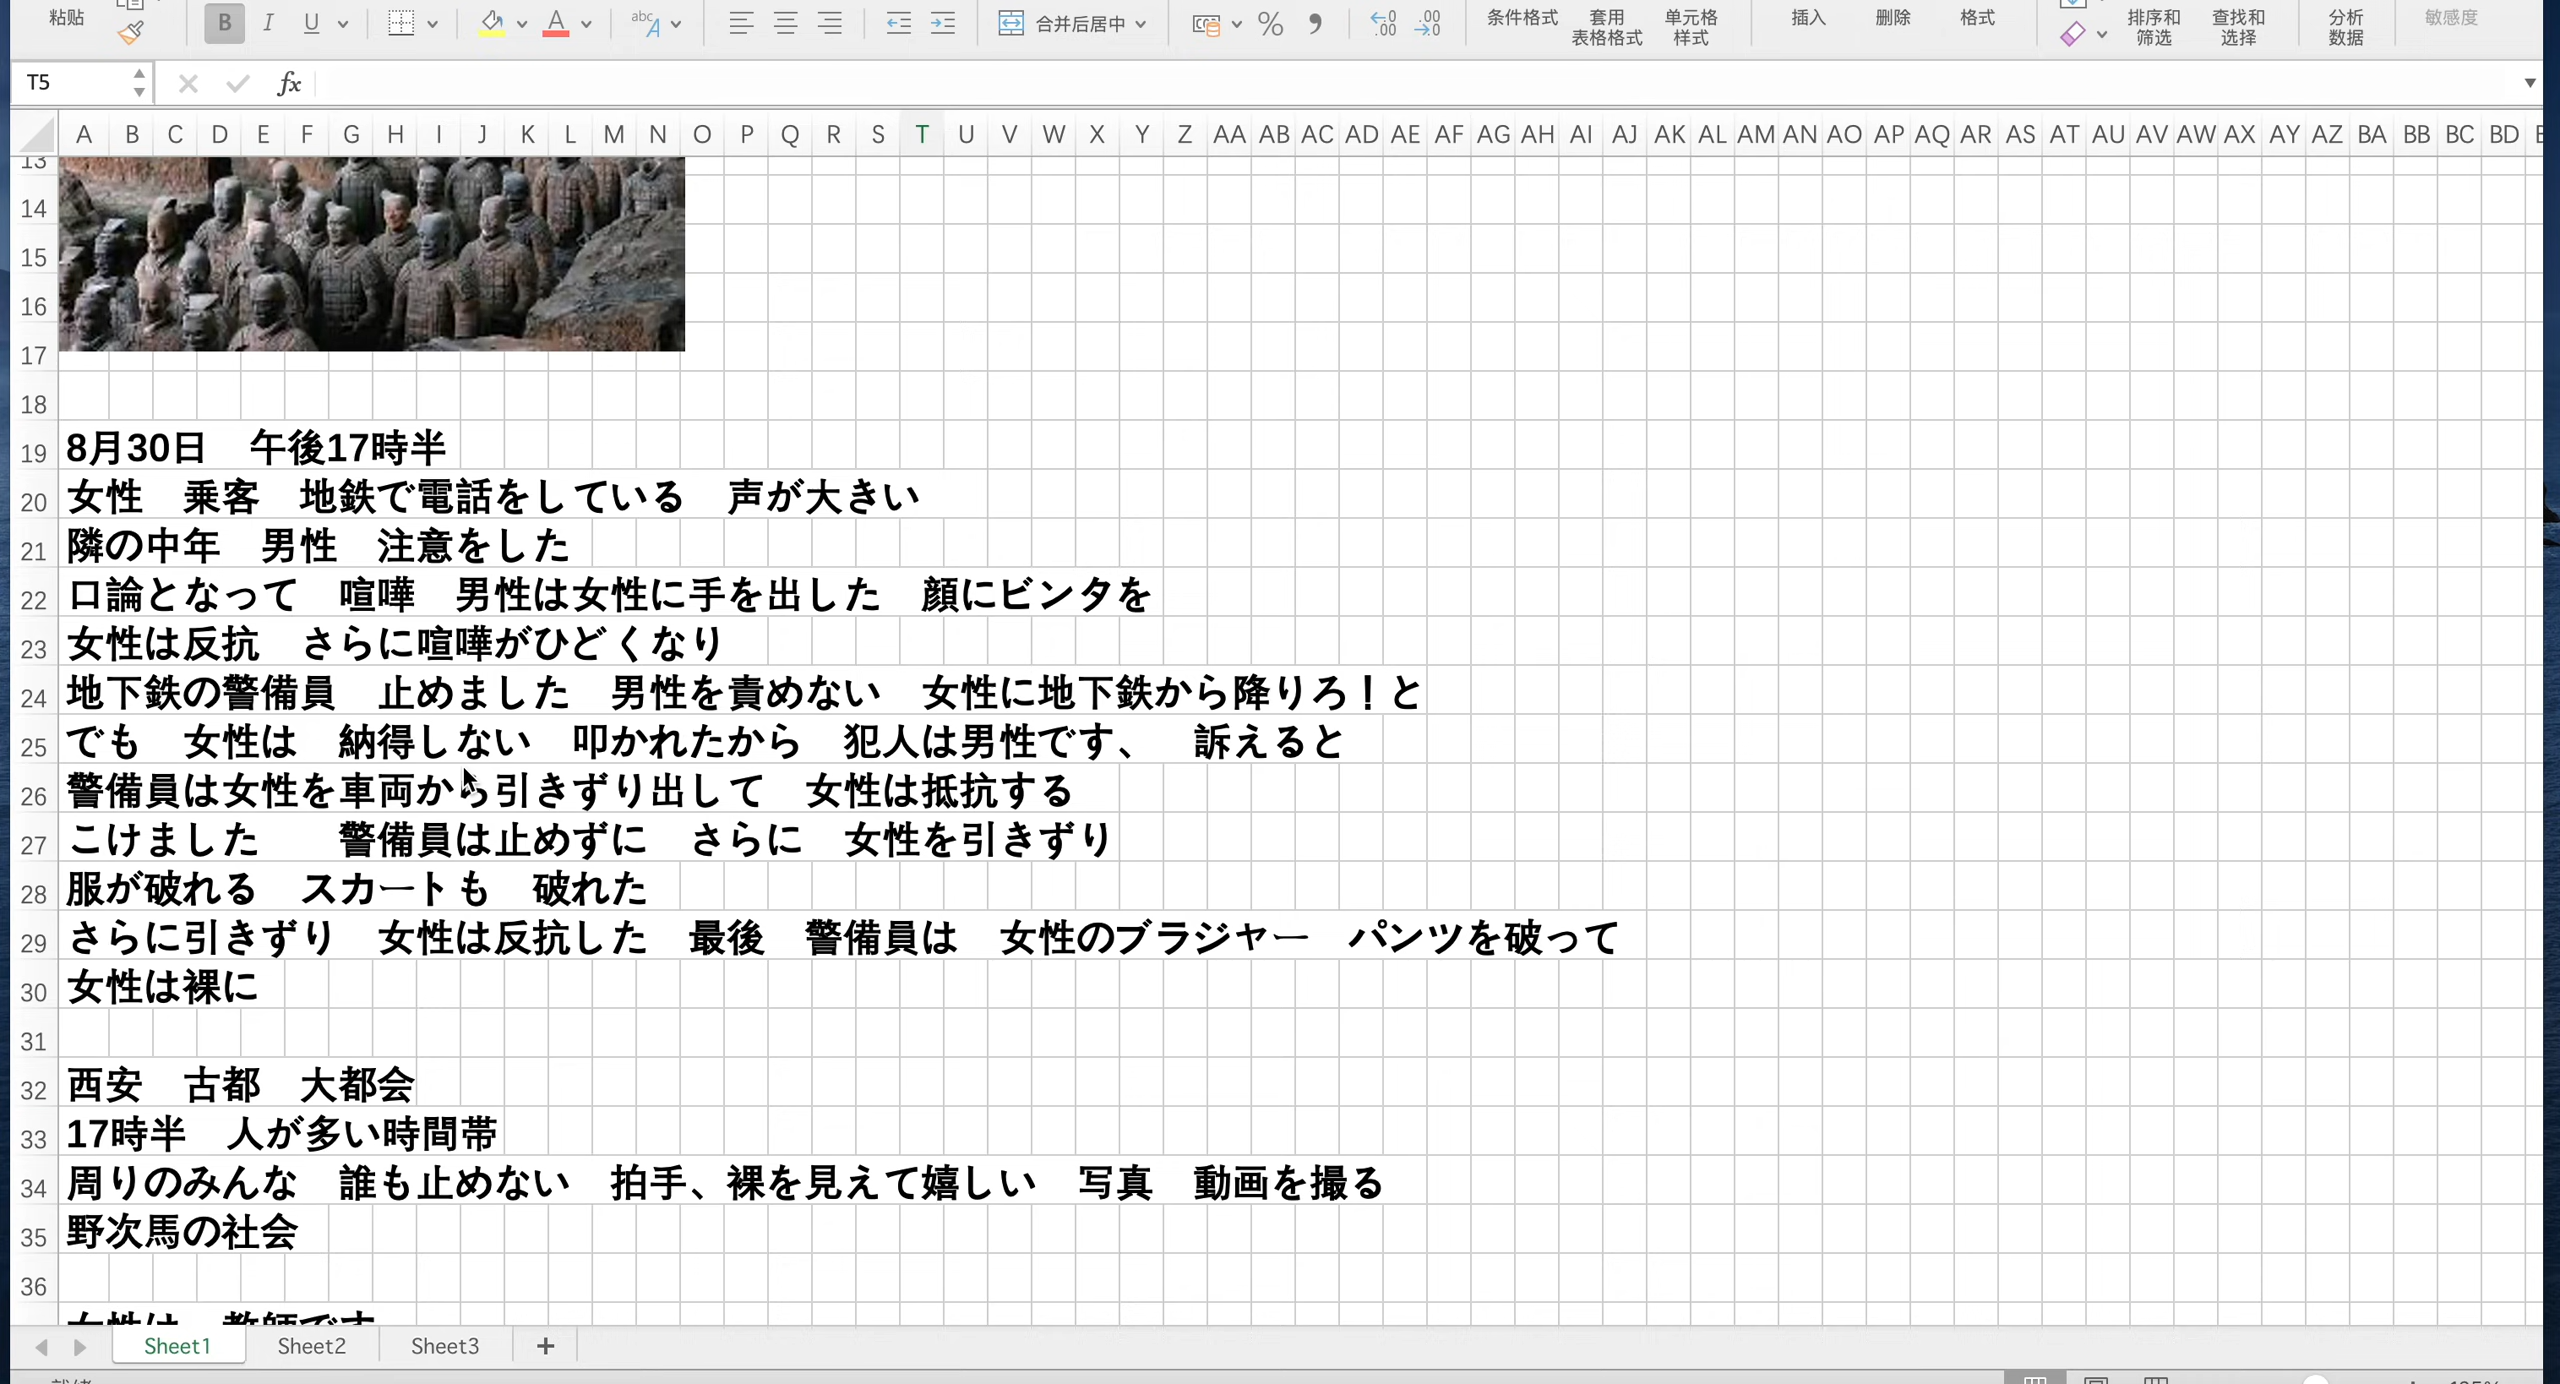 粘贴 B I U A abc A 合并后居中 % 条件格式 套用 表格格式 单元格 样式 插入 删除 格式 排序和 筛选 查找和 选择 分析 数据 敏感度
T5 fx
A B C D E F G H I J K L M N O P Q R S T U V W X Y Z AA AB AC AD AE AF AG AH AI AJ AK AL AM AN AO AP AQ AR AS AT AU AV AW AX AY AZ BA BB BC BD
13
14
15
16
17
18
19 8月30日　午後17時半
20 女性　乗客　地鉄で電話をしている　声が大きい
21 隣の中年　男性　注意をした
22 口論となって　喧嘩　男性は女性に手を出した　顔にビンタを
23 女性は反抗　さらに喧嘩がひどくなり
24 地下鉄の警備員　止めました　男性を責めない　女性に地下鉄から降りろ！と
25 でも　女性は　納得しない　叩かれたから　犯人は男性です、　訴えると
26 警備員は女性を車両から引きずり出して　女性は抵抗する
27 こけました　　警備員は止めずに　さらに　女性を引きずり
28 服が破れる　スカートも　破れた
29 さらに引きずり　女性は反抗した　最後　警備員は　女性のブラジャー　パンツを破って
30 女性は裸に
31
32 西安　古都　大都会
33 17時半　人が多い時間帯
34 周りのみんな　誰も止めない　拍手、裸を見えて嬉しい　写真　動画を撮る
35 野次馬の社会
36
女性は　教師です
Sheet1 Sheet2 Sheet3 +